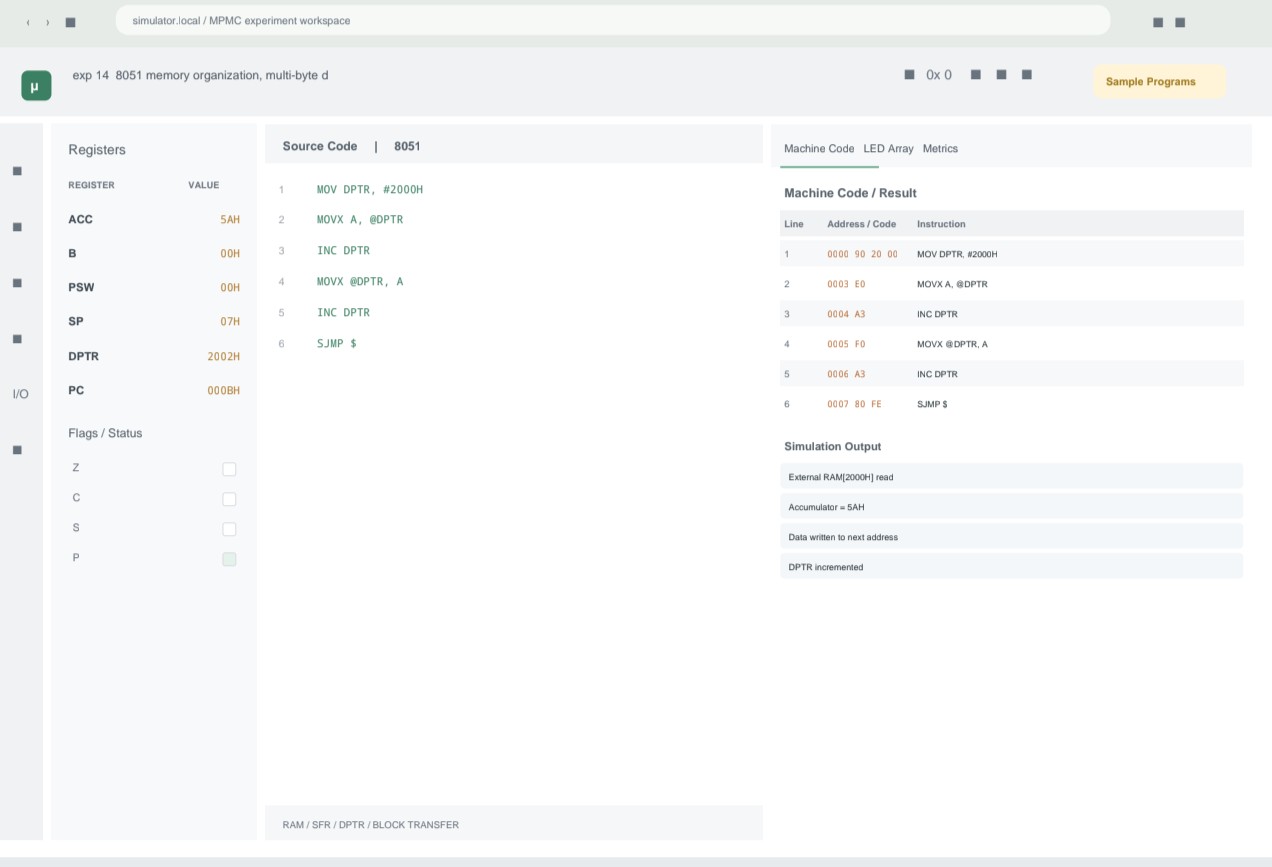 simulator.local / MPMC experiment workspace
µ
exp 14 8051 memory organization, multi-byte d
0x 0
Sample Programs
Registers
REGISTER VALUE
ACC 5AH
B 00H
PSW 00H
SP 07H
DPTR 2002H
PC 000BH
Flags / Status
Z
C
S
P
I/O
Source Code | 8051
1 MOV DPTR, #2000H
2 MOVX A, @DPTR
3 INC DPTR
4 MOVX @DPTR, A
5 INC DPTR
6 SJMP $
RAM / SFR / DPTR / BLOCK TRANSFER
Machine Code LED Array Metrics
Machine Code / Result
Line Address / Code Instruction
1 0000 90 20 00 MOV DPTR, #2000H
2 0003 E0 MOVX A, @DPTR
3 0004 A3 INC DPTR
4 0005 F0 MOVX @DPTR, A
5 0006 A3 INC DPTR
6 0007 80 FE SJMP $
Simulation Output
External RAM[2000H] read
Accumulator = 5AH
Data written to next address
DPTR incremented